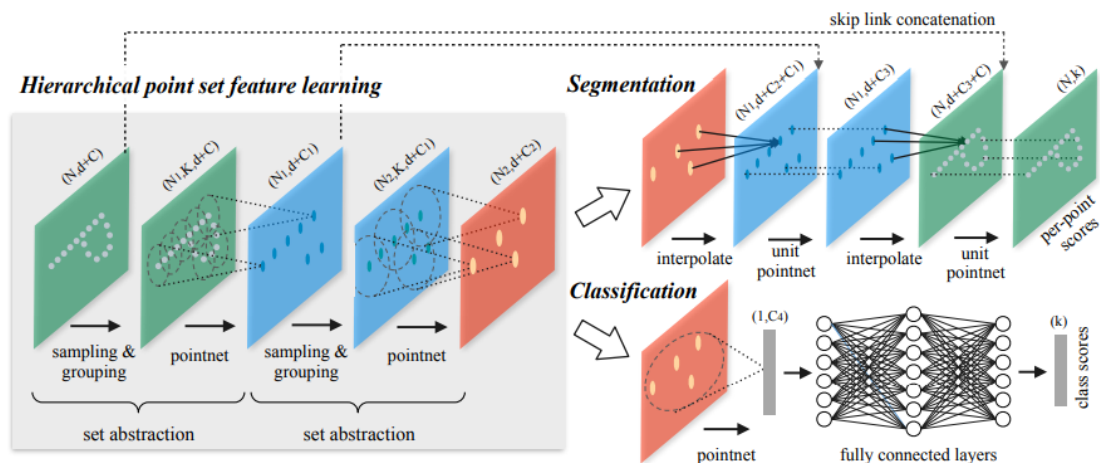 skip link concatenation
Hierarchical point set feature learning
(N,d+C)
(N1,K,d+C)
(N1,d+C1)
(N2,K,d+C1)
(N2,d+C2)
sampling &
grouping
pointnet
sampling &
grouping
pointnet
set abstraction
set abstraction
Segmentation
(N1,d+C2+C1)
(N1,d+C3)
(N,d+C3+C)
(N,k)
interpolate
unit
pointnet
interpolate
unit
pointnet
per-point
scores
Classification
(1,C4)
(k)
class scores
pointnet
fully connected layers